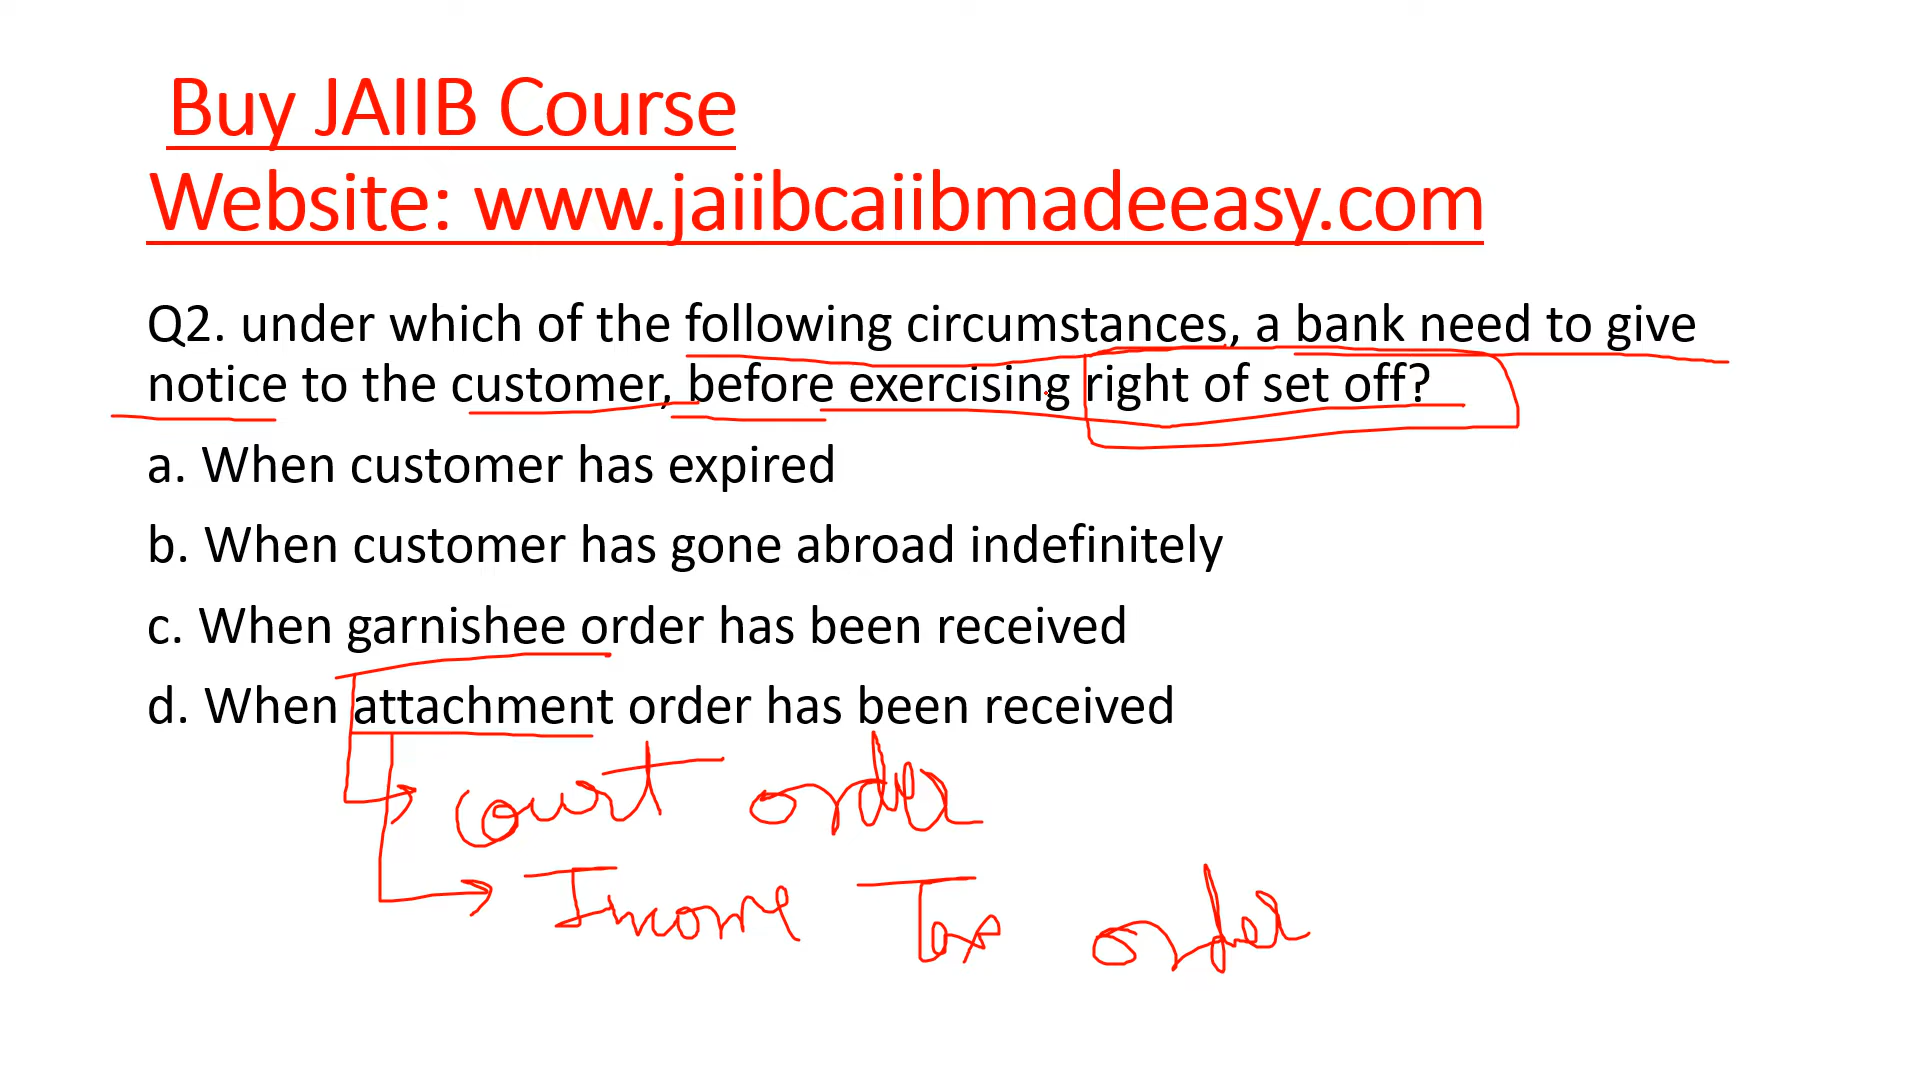 Buy JAIIB Course
Website: www.jaiibcaiibmadeeasy.com
Q2. under which of the following circumstances, a bank need to give
notice to the customer, before exercising right of set off?
a. When customer has expired
b. When customer has gone abroad indefinitely
c. When garnishee order has been received
d. When attachment order has been received
court order
Income Tax order